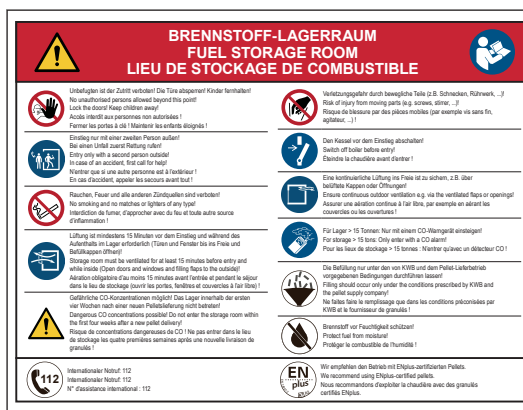 BRENNSTOFF-LAGERRAUM
FUEL STORAGE ROOM
LIEU DE STOCKAGE DE COMBUSTIBLE
Unbefugten ist der Zutritt verboten! Die Türe absperren! Kinder fernhalten!
No unauthorised persons allowed beyond this point!
Lock the doors! Keep children away!
Accès interdit aux personnes non autorisées !
Fermer les portes à clé ! Maintenir les enfants éloignés !
Einstieg nur mit einer zweiten Person außen!
Bei einen Unfall zuerst Rettung rufen!
Entry only with a second person outside!
In case of an accident, first call for help!
N'entrer que si une autre personne est à l'extérieur !
En cas d'accident, appeler les secours avant tout !
Rauchen, Feuer und alle anderen Zündquellen sind verboten!
No smoking and no matches or lighters of any type!
Interdiction de fumer, d'approcher avec du feu et toute autre source
d'inflammation !
Lüftung ist mindestens 15 Minuten vor dem Einstieg und während des
Aufenthalts im Lager erforderlich (Türen und Fenster bis ins Freie und
Befüllkappen öffnen)!
Storage room must be ventilated for at least 15 minutes before entry and
while inside (Open doors and windows and filling flaps to the outside)!
Aération obligatoire d'au moins 15 minutes avant l'entrée et pendant le séjour
dans le lieu de stockage (ouvrir les portes, fenêtres et couvercles à l'air libre) !
Gefährliche CO-Konzentrationen möglich! Das Lager innerhalb der ersten
vier Wochen nach einer neuen Pelletslieferung nicht betreten!
Dangerous CO concentrations possible! Do not enter the storage room within
the first four weeks after a new pellet delivery!
Risque de concentrations dangereuses de CO ! Ne pas entrer dans le lieu
de stockage les quatre premières semaines après une nouvelle livraison de
granulés !
112
Internationaler Notruf: 112
Internationaler Notruf: 112
N° d'assistance international : 112
Verletzungsgefahr durch bewegliche Teile (z.B. Schnecken, Rührwerk, ...)!
Risk of injury from moving parts (e.g. screws, stirrer, ...)!
Risque de blessure par des pièces mobiles (par exemple vis sans fin,
agitateur, ...) !
Den Kessel vor dem Einstieg abschalten!
Switch off boiler before entry!
Éteindre la chaudière avant d'entrer !
Eine kontinuierliche Lüftung ins Freie ist zu sichern, z.B. über
belüftete Kappen oder Öffnungen!
Ensure continuous outdoor ventilation e.g. via the ventilated flaps or openings!
Assurer une aération continue à l'air libre, par exemple en aérant les
couvercles ou les ouvertures !
Für Lager > 15 Tonnen: Nur mit einem CO-Warngerät einsteigen!
For storage > 15 tons: Only enter with a CO alarm!
Pour les lieux de stockage > 15 tonnes : N'entrer qu'avec un détecteur CO !
Die Befüllung nur unter den von KWB und dem Pellet-Lieferbetrieb
vorgegebenen Bedingungen durchführen lassen!
Filling should occur only under the conditions prescribed by KWB and
the pellet supply company!
Ne faites faire le remplissage que dans les conditions préconisées par
KWB et le fournisseur de granulés !
Brennstoff vor Feuchtigkeit schützen!
Protect fuel from moisture!
Protéger le combustible de l'humidité !
EN
plus
Wir empfehlen den Betrieb mit ENplus-zertifizierten Pellets.
We recommend using ENplus-certified pellets.
Nous recommandons d'exploiter la chaudière avec des granulés
certifiés ENplus.